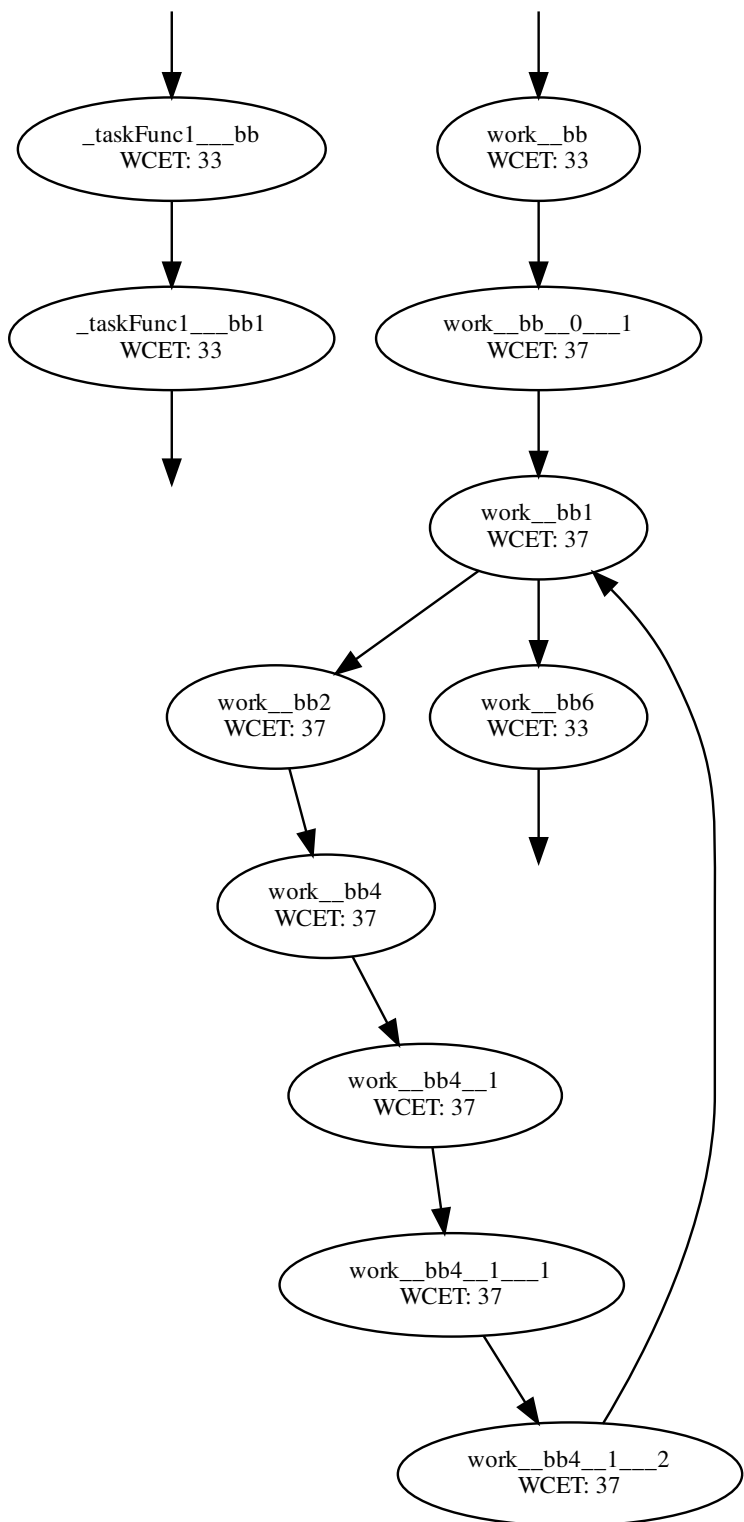 _taskFunc1___bb
WCET: 33
work__bb
WCET: 33
_taskFunc1___bb1
WCET: 33
work__bb__0___1
WCET: 37
work__bb1
WCET: 37
work__bb2
WCET: 37
work__bb6
WCET: 33
work__bb4
WCET: 37
work__bb4__1
WCET: 37
work__bb4__1___1
WCET: 37
work__bb4__1___2
WCET: 37